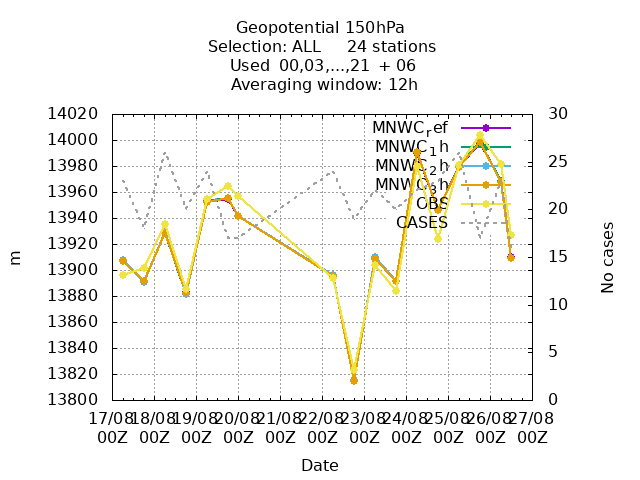 Geopotential 150hPa
Selection: ALL 24 stations
Used 00,03,...,21 + 06
Averaging window: 12h
14020
14000
13980
13960
13940
13920
13900
13880
13860
13840
13820
13800
m
30
25
20
15
10
5
0
No cases
MNWC_ref
MNWC_1h
MNWC_2h
MNWC_3h
OBS
CASES
17/08 18/08 19/08 20/08 21/08 22/08 23/08 24/08 25/08 26/08 27/08
00Z 00Z 00Z 00Z 00Z 00Z 00Z 00Z 00Z 00Z 00Z
Date